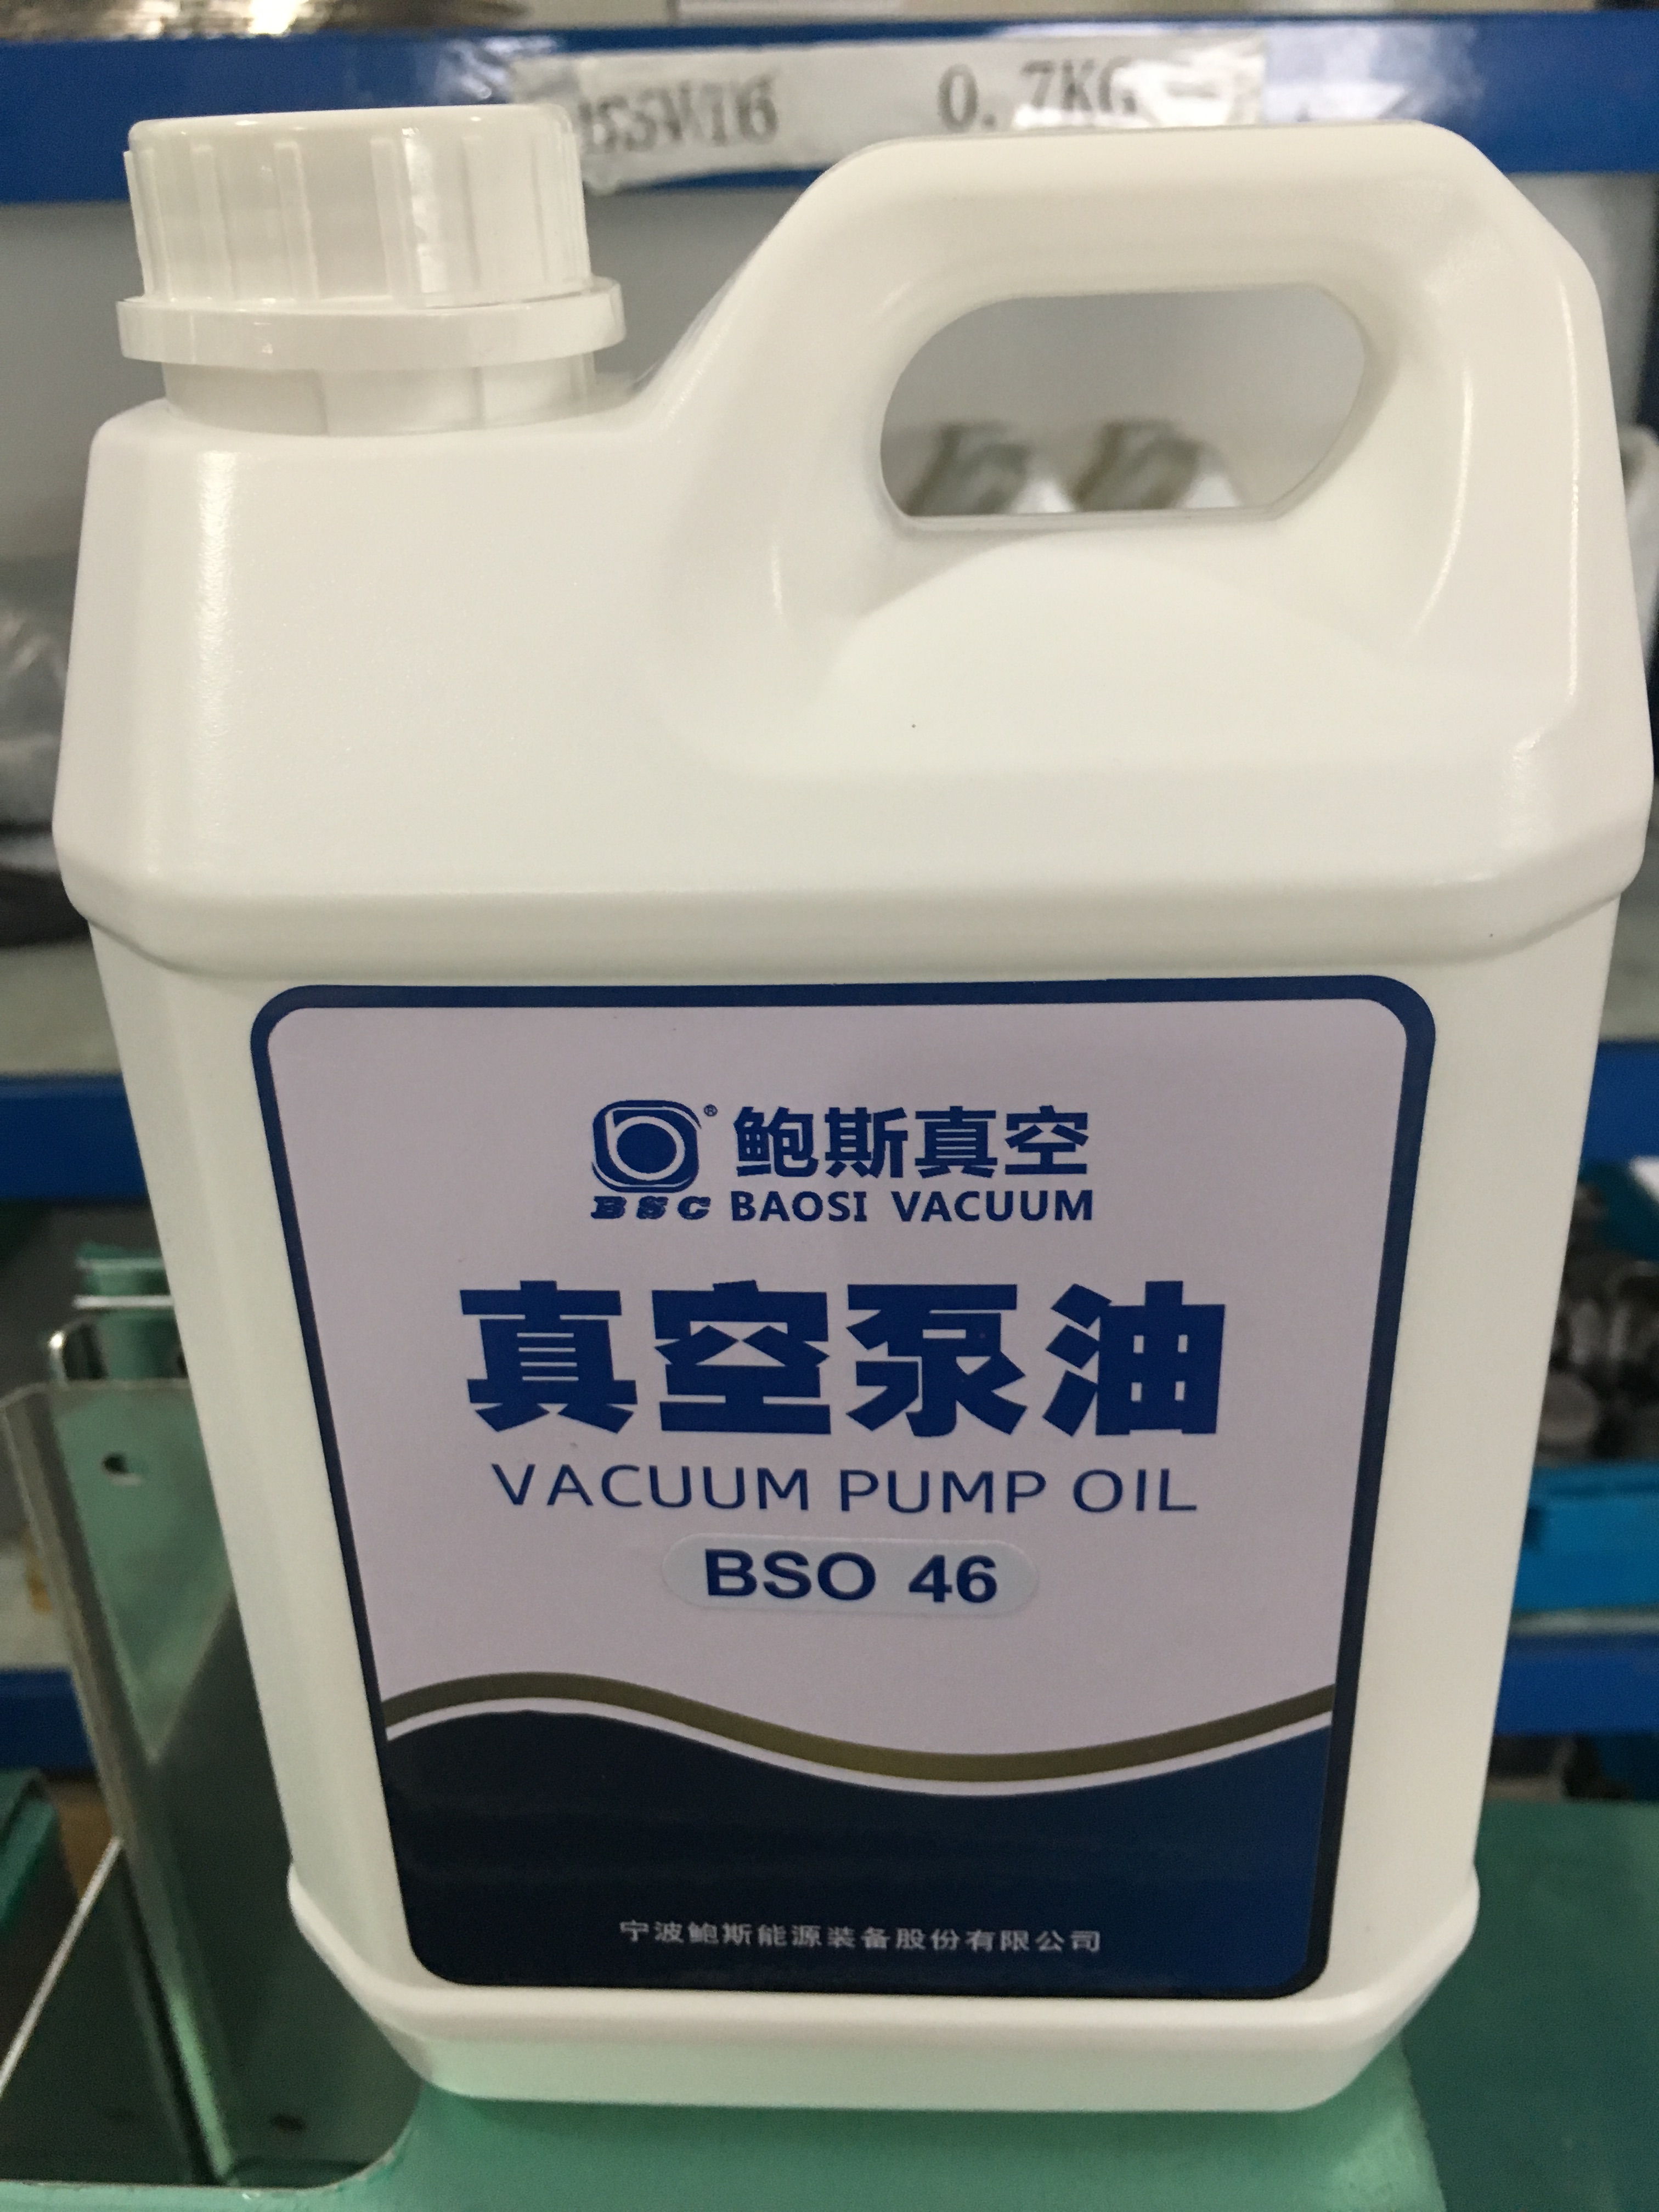 BSV16 0.7KG
鲍斯真空
BSC BAOSI VACUUM
真空泵油
VACUUM PUMP OIL
BSO 46
宁波鲍斯能源装备股份有限公司